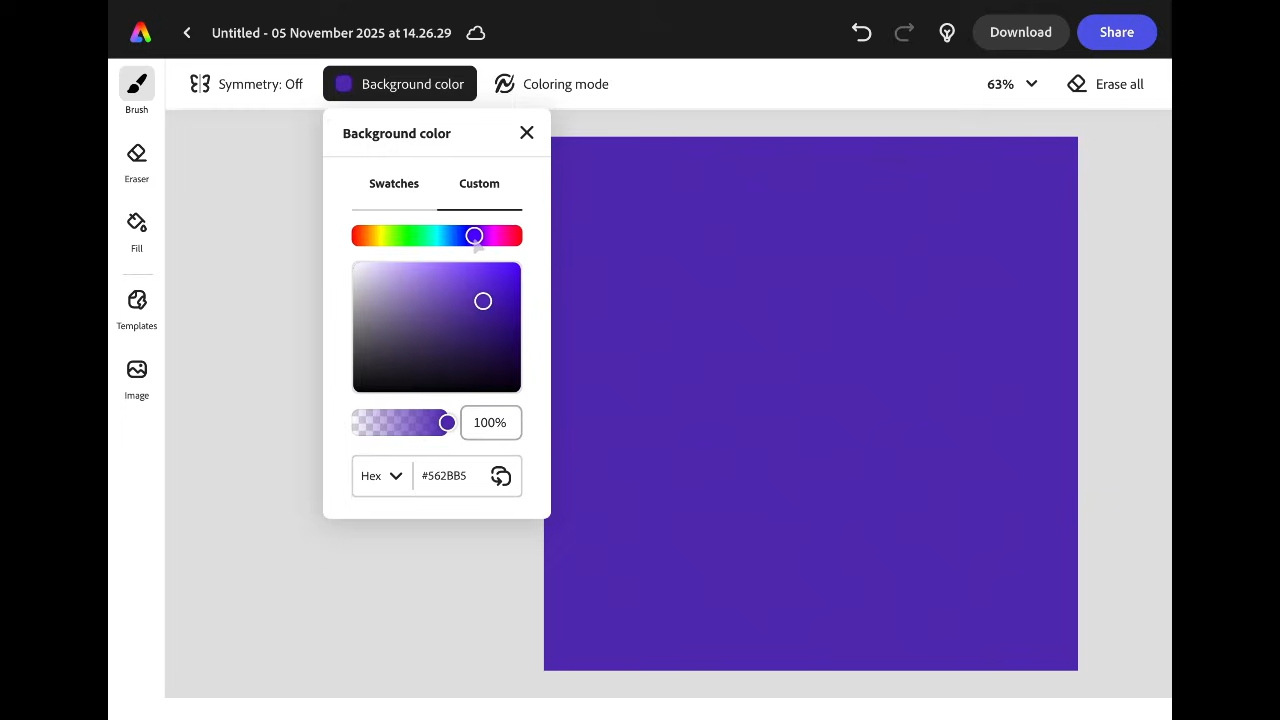 Untitled - 05 November 2025 at 14.26.29
Download
Share
Symmetry: Off
Background color
Coloring mode
63%
Erase all
Brush
Eraser
Fill
Templates
Image
Background color
Swatches
Custom
100%
Hex
#562BB5